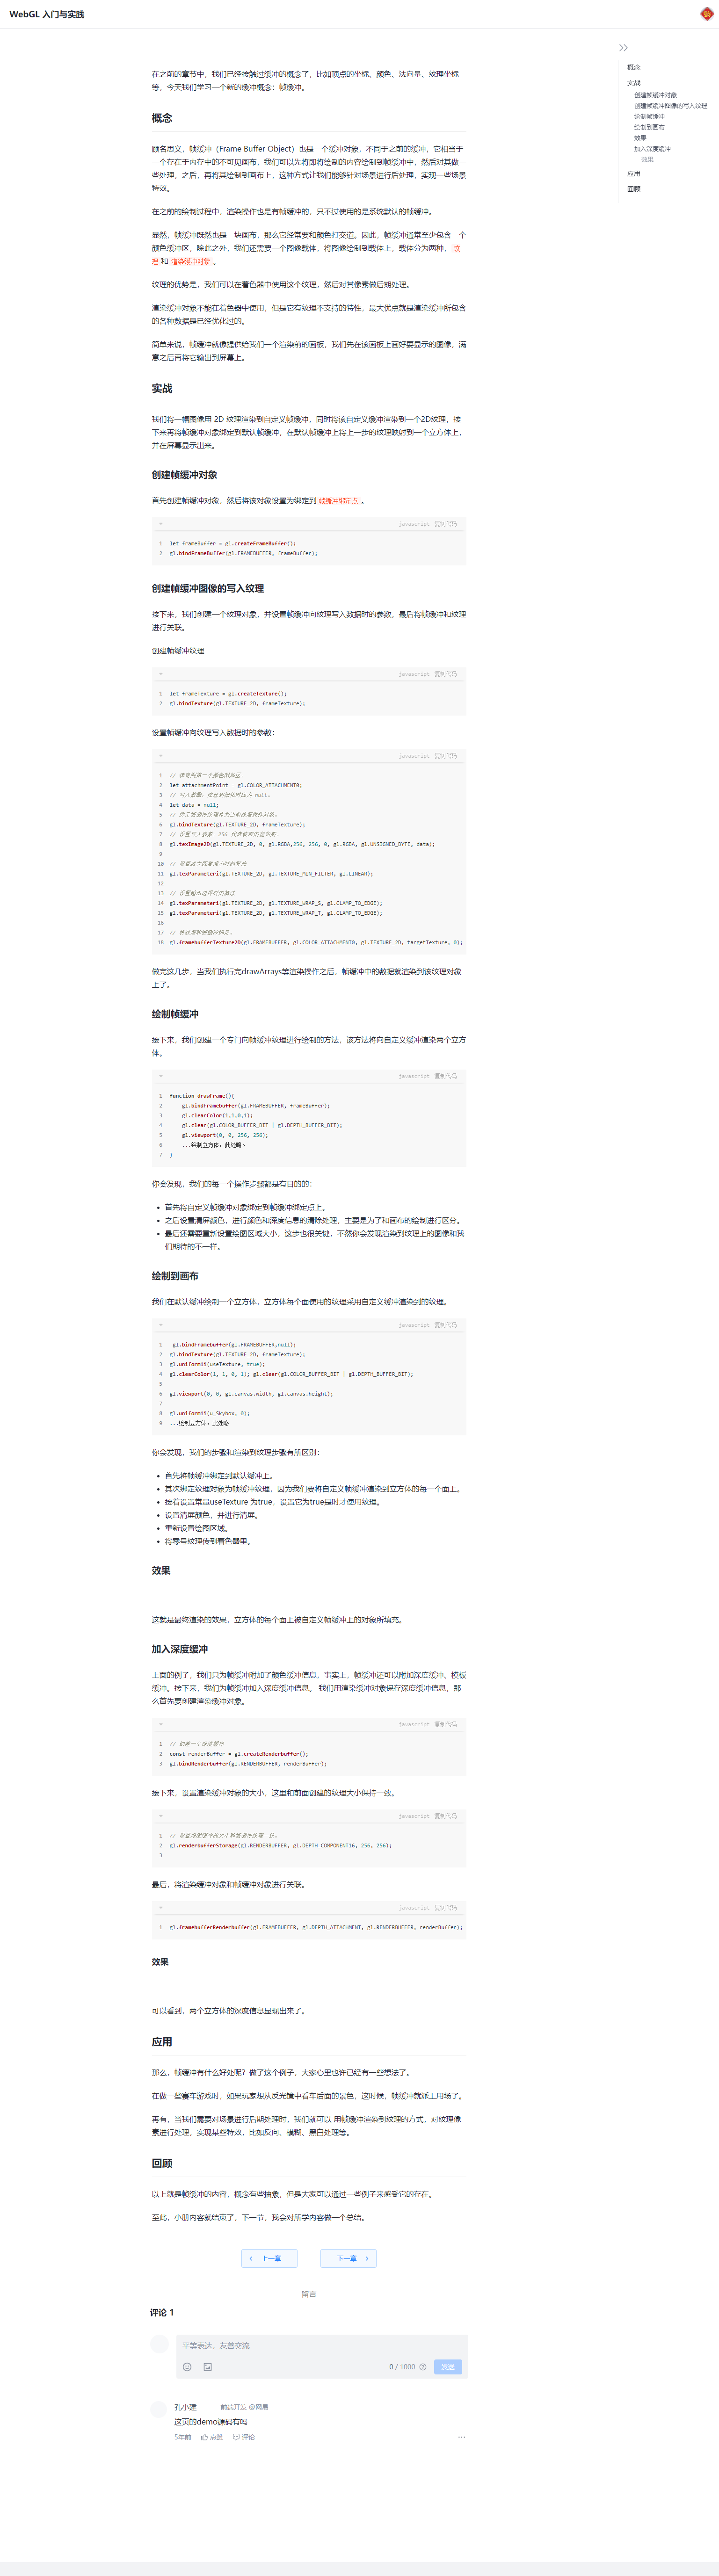 WebGL 入门与实践
概念
实战
创建帧缓冲对象
创建帧缓冲图像的写入纹理
绘制帧缓冲
绘制到画布
效果
加入深度缓冲
效果
应用
回顾
在之前的章节中，我们已经接触过缓冲的概念了，比如顶点的坐标、颜色、法向量、纹理坐标
等，今天我们学习一个新的缓冲概念：帧缓冲。
概念
顾名思义，帧缓冲（Frame Buffer Object）也是一个缓冲对象，不同于之前的缓冲，它相当于
一个存在于内存中的不可见画布，我们可以先将即将绘制的内容绘制到帧缓冲中，然后对其做一
些处理，之后，再将其绘制到画布上，这种方式让我们能够针对场景进行后处理，实现一些场景
特效。
在之前的绘制过程中，渲染操作也是有帧缓冲的，只不过使用的是系统默认的帧缓冲。
显然，帧缓冲既然也是一块画布，那么它经常要和颜色打交道。因此，帧缓冲通常至少包含一个
颜色缓冲区，除此之外，我们还需要一个图像载体，将图像绘制到载体上，载体分为两种， 纹
理 和 渲染缓冲对象 。
纹理的优势是，我们可以在着色器中使用这个纹理，然后对其像素做后期处理。
渲染缓冲对象不能在着色器中使用，但是它有纹理不支持的特性，最大优点就是渲染缓冲所包含
的各种数据是已经优化过的。
简单来说，帧缓冲就像提供给我们一个渲染前的画板，我们先在该画板上画好要显示的图像，满
意之后再将它输出到屏幕上。
实战
我们将一幅图像用 2D 纹理渲染到自定义帧缓冲，同时将该自定义缓冲渲染到一个2D纹理，接
下来再将帧缓冲对象绑定到默认帧缓冲，在默认帧缓冲上将上一步的纹理映射到一个立方体上，
并在屏幕显示出来。
创建帧缓冲对象
首先创建帧缓冲对象，然后将该对象设置为绑定到 帧缓冲绑定点 。
javascript 复制代码
1 let frameBuffer = gl.createFrameBuffer();
2 gl.bindFrameBuffer(gl.FRAMEBUFFER, frameBuffer);
创建帧缓冲图像的写入纹理
接下来，我们创建一个纹理对象，并设置帧缓冲向纹理写入数据时的参数，最后将帧缓冲和纹理
进行关联。
创建帧缓冲纹理
javascript 复制代码
1 let frameTexture = gl.createTexture();
2 gl.bindTexture(gl.TEXTURE_2D, frameTexture);
设置帧缓冲向纹理写入数据时的参数：
javascript 复制代码
1 // 绑定到第一个颜色附加区。
2 let attachmentPoint = gl.COLOR_ATTACHMENT0;
3 // 写入数据，注意初始化时应为 null。
4 let data = null;
5 // 绑定帧缓冲纹理作为当前纹理操作对象。
6 gl.bindTexture(gl.TEXTURE_2D, frameTexture);
7 // 设置写入参数，256 代表纹理的宽和高。
8 gl.texImage2D(gl.TEXTURE_2D, 0, gl.RGBA,256, 256, 0, gl.RGBA, gl.UNSIGNED_BYTE, data);
9
10 // 设置放大或者缩小时的算法
11 gl.texParameteri(gl.TEXTURE_2D, gl.TEXTURE_MIN_FILTER, gl.LINEAR);
12
13 // 设置超出边界时的算法
14 gl.texParameteri(gl.TEXTURE_2D, gl.TEXTURE_WRAP_S, gl.CLAMP_TO_EDGE);
15 gl.texParameteri(gl.TEXTURE_2D, gl.TEXTURE_WRAP_T, gl.CLAMP_TO_EDGE);
16
17 // 将纹理和帧缓冲绑定。
18 gl.framebufferTexture2D(gl.FRAMEBUFFER, gl.COLOR_ATTACHMENT0, gl.TEXTURE_2D, targetTexture, 0);
做完这几步，当我们执行完drawArrays等渲染操作之后，帧缓冲中的数据就渲染到该纹理对象
上了。
绘制帧缓冲
接下来，我们创建一个专门向帧缓冲纹理进行绘制的方法，该方法将向自定义缓冲渲染两个立方
体。
javascript 复制代码
1 function drawFrame(){
2 gl.bindFramebuffer(gl.FRAMEBUFFER, frameBuffer);
3 gl.clearColor(1,1,0,1);
4 gl.clear(gl.COLOR_BUFFER_BIT | gl.DEPTH_BUFFER_BIT);
5 gl.viewport(0, 0, 256, 256);
6 ...绘制立方体，此处略。
7 }
你会发现，我们的每一个操作步骤都是有目的的：
• 首先将自定义帧缓冲对象绑定到帧缓冲绑定点上。
• 之后设置清屏颜色，进行颜色和深度信息的清除处理，主要是为了和画布的绘制进行区分。
• 最后还需要重新设置绘图区域大小，这步也很关键，不然你会发现渲染到纹理上的图像和我
们期待的不一样。
绘制到画布
我们在默认缓冲绘制一个立方体，立方体每个面使用的纹理采用自定义缓冲渲染到的纹理。
javascript 复制代码
1 gl.bindFramebuffer(gl.FRAMEBUFFER,null);
2 gl.bindTexture(gl.TEXTURE_2D, frameTexture);
3 gl.uniform1i(useTexture, true);
4 gl.clearColor(1, 1, 0, 1); gl.clear(gl.COLOR_BUFFER_BIT | gl.DEPTH_BUFFER_BIT);
5
6 gl.viewport(0, 0, gl.canvas.width, gl.canvas.height);
7
8 gl.uniform1i(u_Skybox, 0);
9 ...绘制立方体，此处略
你会发现，我们的步骤和渲染到纹理步骤有所区别：
• 首先将帧缓冲绑定到默认缓冲上。
• 其次绑定纹理对象为帧缓冲纹理，因为我们要将自定义帧缓冲渲染到立方体的每一个面上。
• 接着设置常量useTexture 为true，设置它为true是时才使用纹理。
• 设置清屏颜色，并进行清屏。
• 重新设置绘图区域。
• 将零号纹理传到着色器里。
效果
这就是最终渲染的效果，立方体的每个面上被自定义帧缓冲上的对象所填充。
加入深度缓冲
上面的例子，我们只为帧缓冲附加了颜色缓冲信息，事实上，帧缓冲还可以附加深度缓冲、模板
缓冲。接下来，我们为帧缓冲加入深度缓冲信息。 我们用渲染缓冲对象保存深度缓冲信息，那
么首先要创建渲染缓冲对象。
javascript 复制代码
1 // 创建一个深度缓冲
2 const renderBuffer = gl.createRenderbuffer();
3 gl.bindRenderbuffer(gl.RENDERBUFFER, renderBuffer);
接下来，设置渲染缓冲对象的大小，这里和前面创建的纹理大小保持一致。
javascript 复制代码
1 // 设置深度缓冲的大小和帧缓冲纹理一致。
2 gl.renderbufferStorage(gl.RENDERBUFFER, gl.DEPTH_COMPONENT16, 256, 256);
3
最后，将渲染缓冲对象和帧缓冲对象进行关联。
javascript 复制代码
1 gl.framebufferRenderbuffer(gl.FRAMEBUFFER, gl.DEPTH_ATTACHMENT, gl.RENDERBUFFER, renderBuffer);
效果
可以看到，两个立方体的深度信息显现出来了。
应用
那么，帧缓冲有什么好处呢？做了这个例子，大家心里也许已经有一些想法了。
在做一些赛车游戏时，如果玩家想从反光镜中看车后面的景色，这时候，帧缓冲就派上用场了。
再有，当我们需要对场景进行后期处理时，我们就可以 用帧缓冲渲染到纹理的方式，对纹理像
素进行处理，实现某些特效，比如反向、模糊、黑白处理等。
回顾
以上就是帧缓冲的内容，概念有些抽象，但是大家可以通过一些例子来感受它的存在。
至此，小册内容就结束了，下一节，我会对所学内容做一个总结。
上一章 下一章
留言
评论 1
平等表达，友善交流
0 / 1000 发送
孔小建 前端开发 @网易
这页的demo源码有吗
5年前 点赞 评论